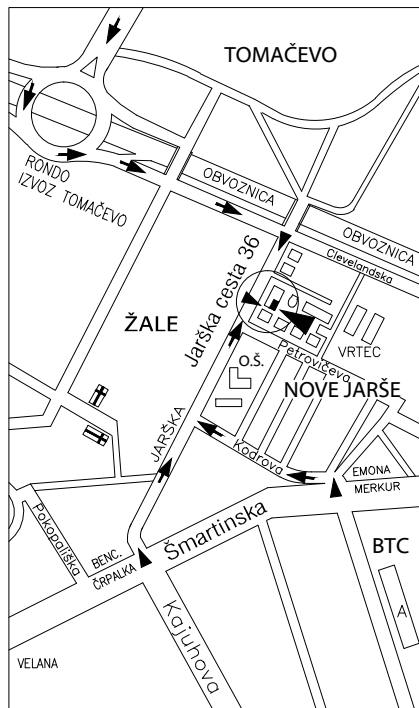 TOMAČEVO
RONDO
IZVOZ TOMAČEVO
OBVOZNICA
OBVOZNICA
Clevelandska
Jarška cesta 36
ŽALE
Petrovičeva
VRTEC
O.Š.
NOVE JARŠE
JARŠKA
Kodrova
EMONA
MERKUR
Šmartinska
BTC
Pokopališka
BENC.
ČRPALKA
Kajuhova
A
VELANA